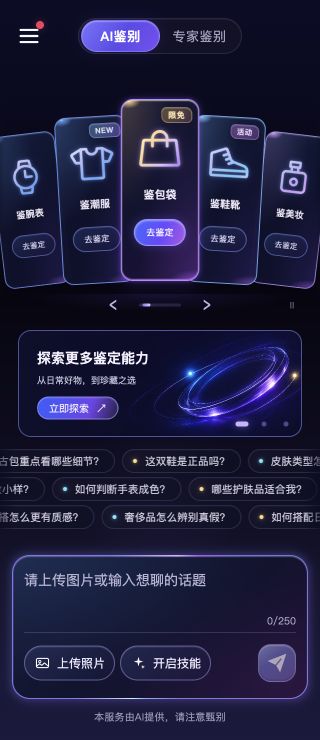 AI鉴别 专家鉴别
限免
NEW 活动
鉴腕表 鉴潮服 鉴包袋 鉴鞋靴 鉴美妆
去鉴定 去鉴定 去鉴定 去鉴定 去鉴定
探索更多鉴定能力
从日常好物，到珍藏之选
立即探索
古包重点看哪些细节？ 这双鞋是正品吗？ 皮肤类型怎
小样？ 如何判断手表成色？ 哪些护肤品适合我？
搭怎么更有质感？ 奢侈品怎么辨别真假？ 如何搭配日
请上传图片或输入想聊的话题
0/250
上传照片 开启技能
本服务由AI提供，请注意甄别